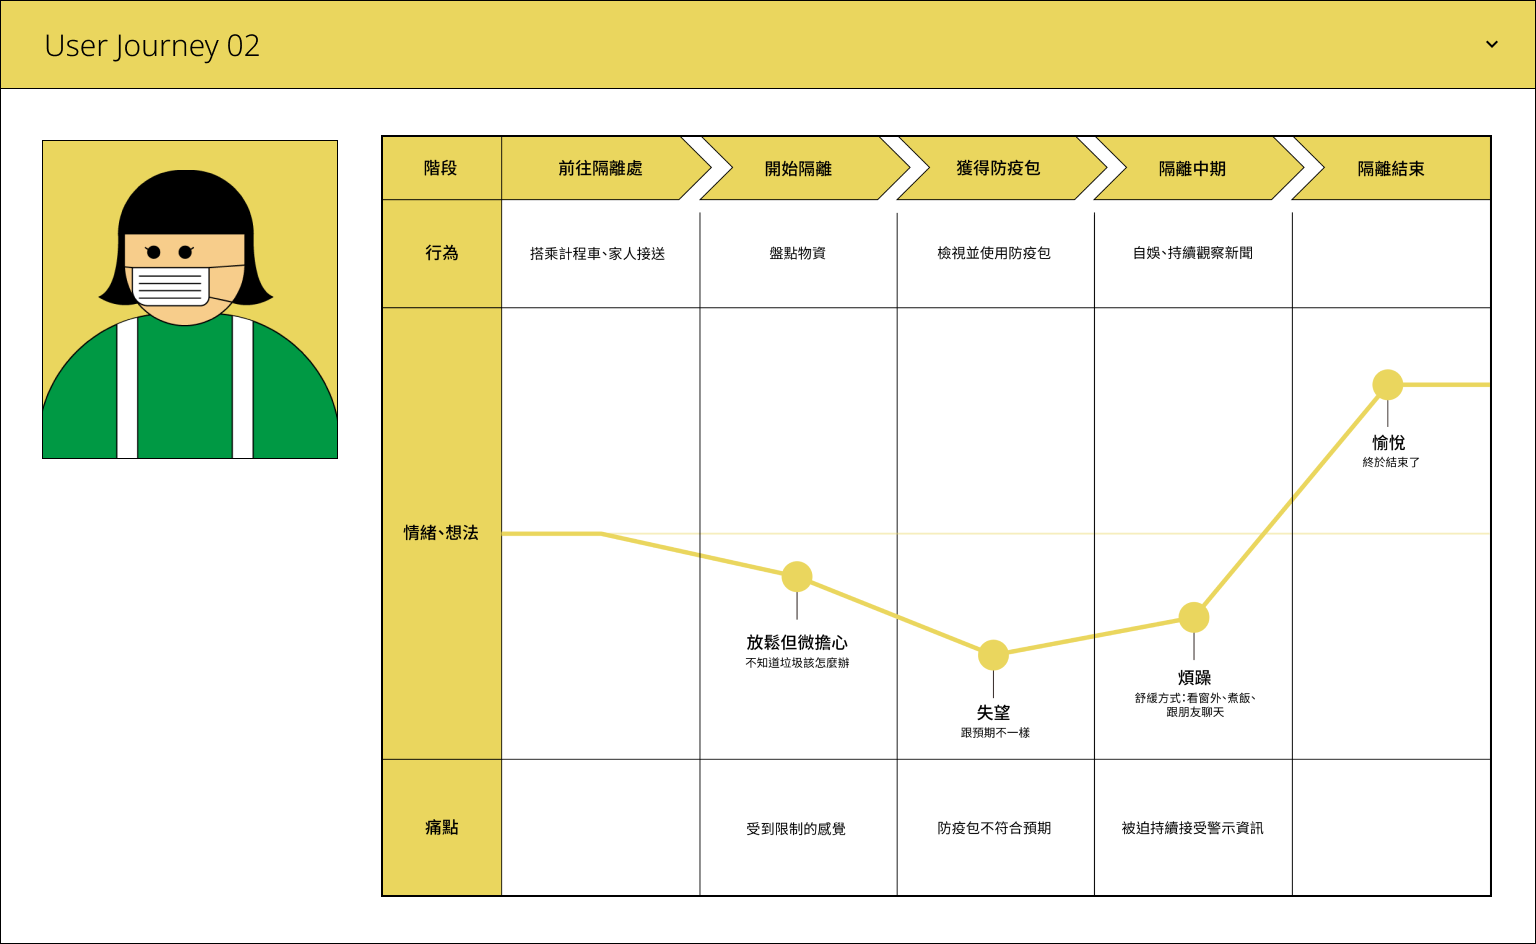 User Journey 02
階段
前往隔離處
開始隔離
獲得防疫包
隔離中期
隔離結束
行為
搭乘計程車、家人接送
盤點物資
檢視並使用防疫包
自娛、持續觀察新聞
情緒、想法
放鬆但微擔心
不知道垃圾該怎麼辦
失望
跟預期不一樣
煩躁
舒緩方式：看窗外、煮飯、
跟朋友聊天
愉悅
終於結束了
痛點
受到限制的感覺
防疫包不符合預期
被迫持續接受警示資訊